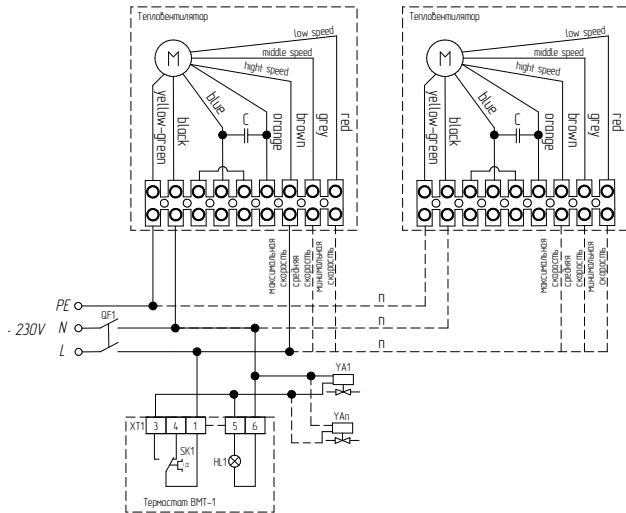 Тепловентилятор
Тепловентилятор
low speed
middle speed
hight speed
M
low speed
middle speed
hight speed
M
yellow-green
black
blue
C
orange
brown
grey
red
yellow-green
black
blue
C
orange
brown
grey
red
максимальная
скорость
средняя
скорость
минимальная
скорость
максимальная
скорость
средняя
скорость
минимальная
скорость
PE
n
~ 230V
N
QF1
n
L
n
YA1
YAn
XT1
3
4
1
5
6
SK1
HL1
Термостат ВМТ-1